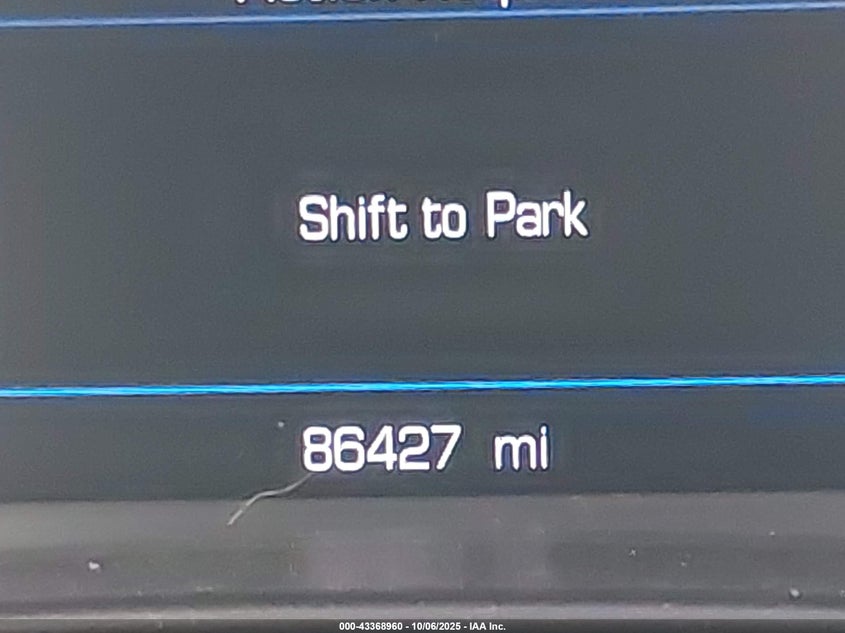 Shift to Park
86427 mi
000-43368960 - 10/06/2025 - IAA Inc.